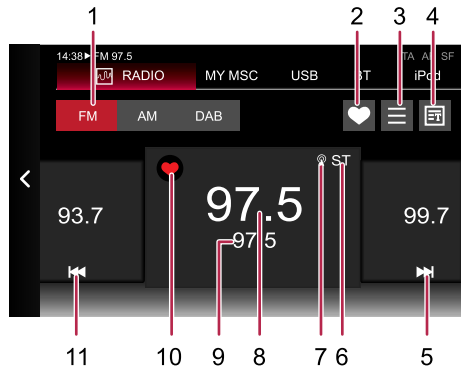 1 2 3 4
14:38 FM 97.5 TA AF SF
RADIO MY MSC USB BT iPod
FM AM DAB
ST
93.7 97.5 99.7
97.5
11 10 9 8 7 6 5